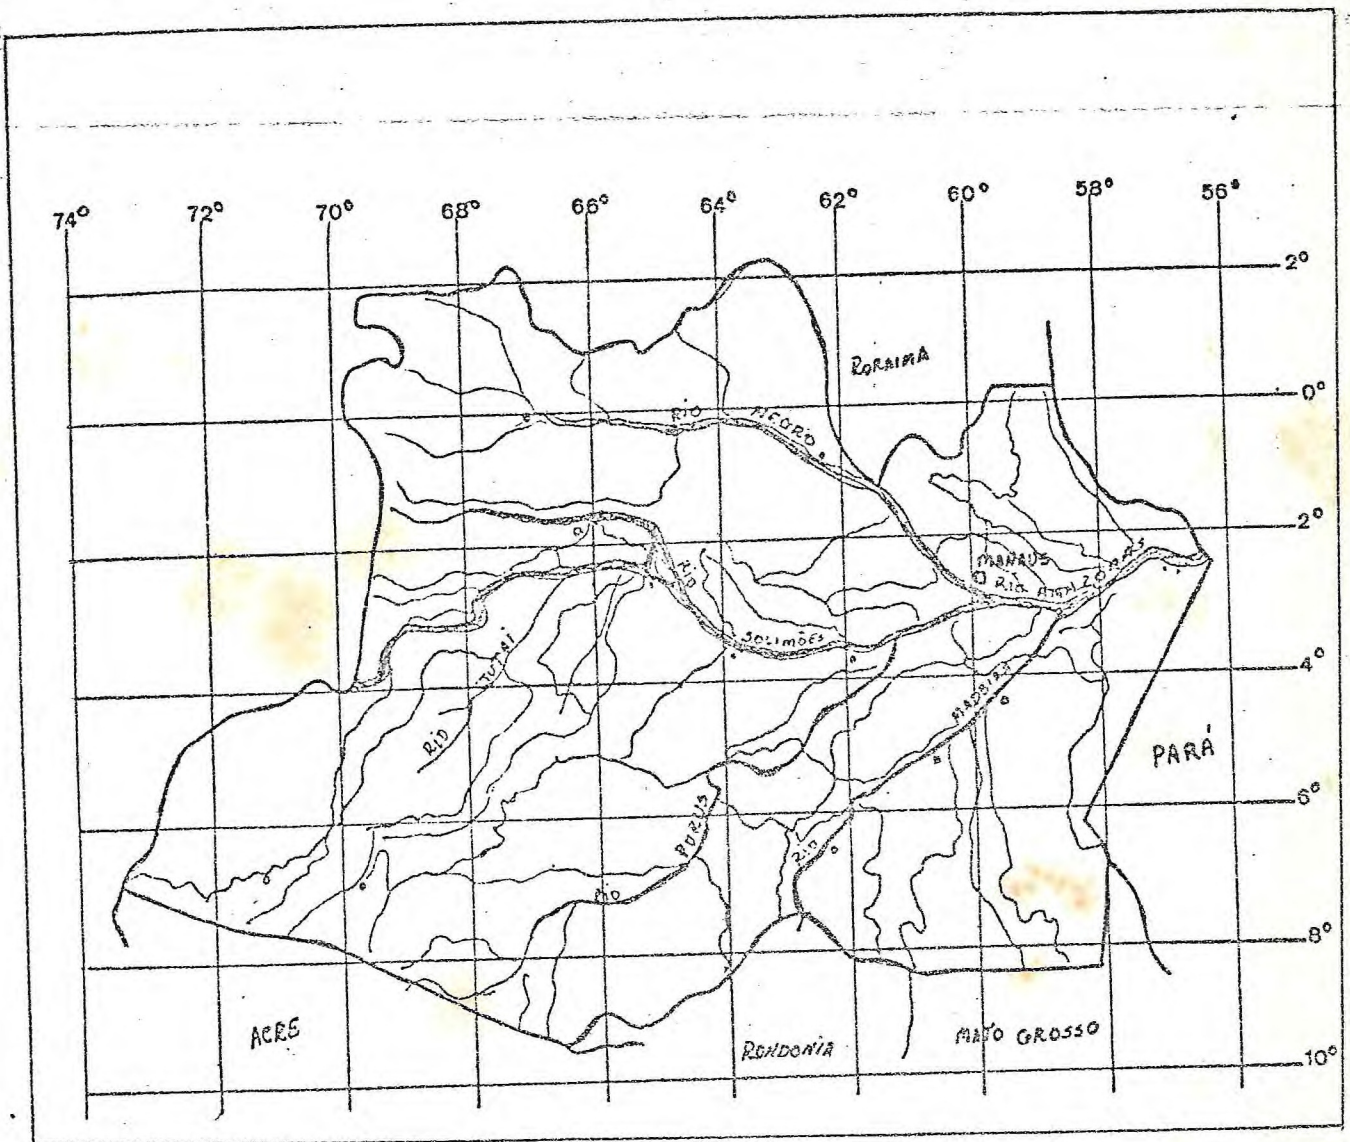 74° 72° 70° 68° 66° 64° 62° 60° 58° 56°
2°
RORAIMA
0°
RIO NEGRO
2°
MANAUS
RIO AMAZONAS
RIO SOLIMÕES
4°
RIO JUTAI
RIO MADEIRA
PARÁ
6°
RIO PURUS
8°
ACRE
RONDONIA
MATO GROSSO
10°